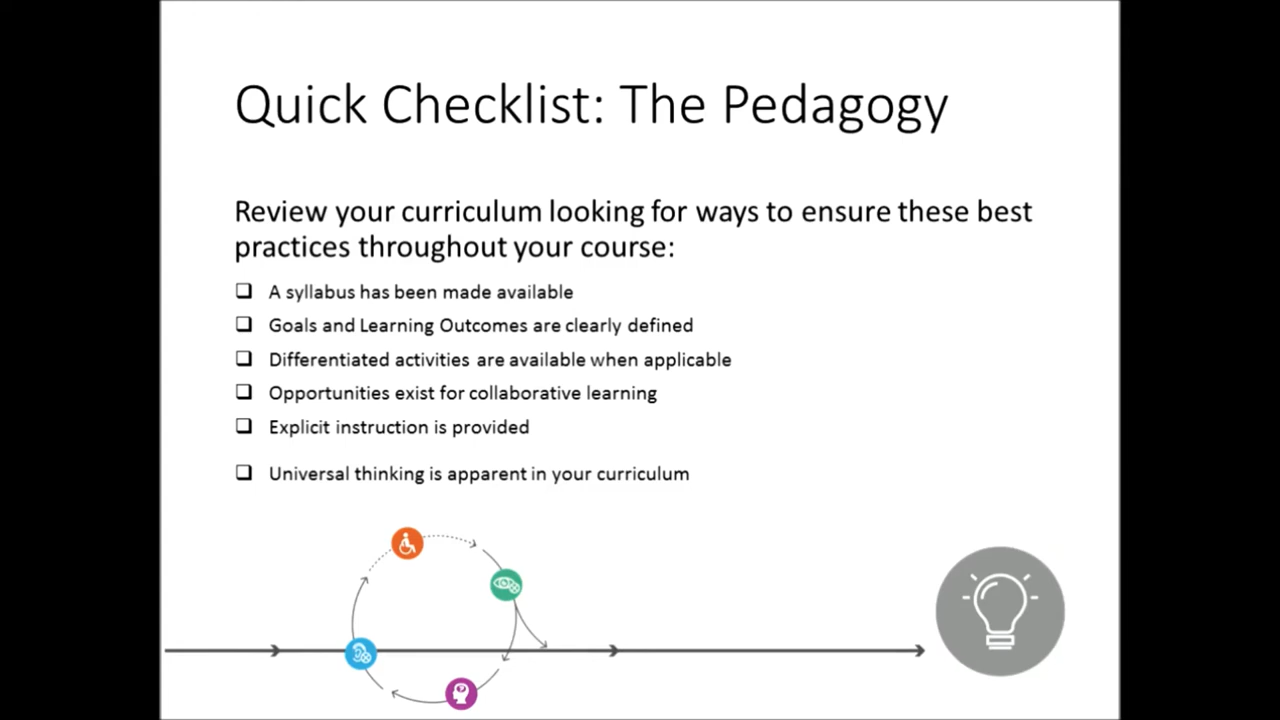 Quick Checklist: The Pedagogy
Review your curriculum looking for ways to ensure these best
practices throughout your course:
A syllabus has been made available
Goals and Learning Outcomes are clearly defined
Differentiated activities are available when applicable
Opportunities exist for collaborative learning
Explicit instruction is provided
Universal thinking is apparent in your curriculum